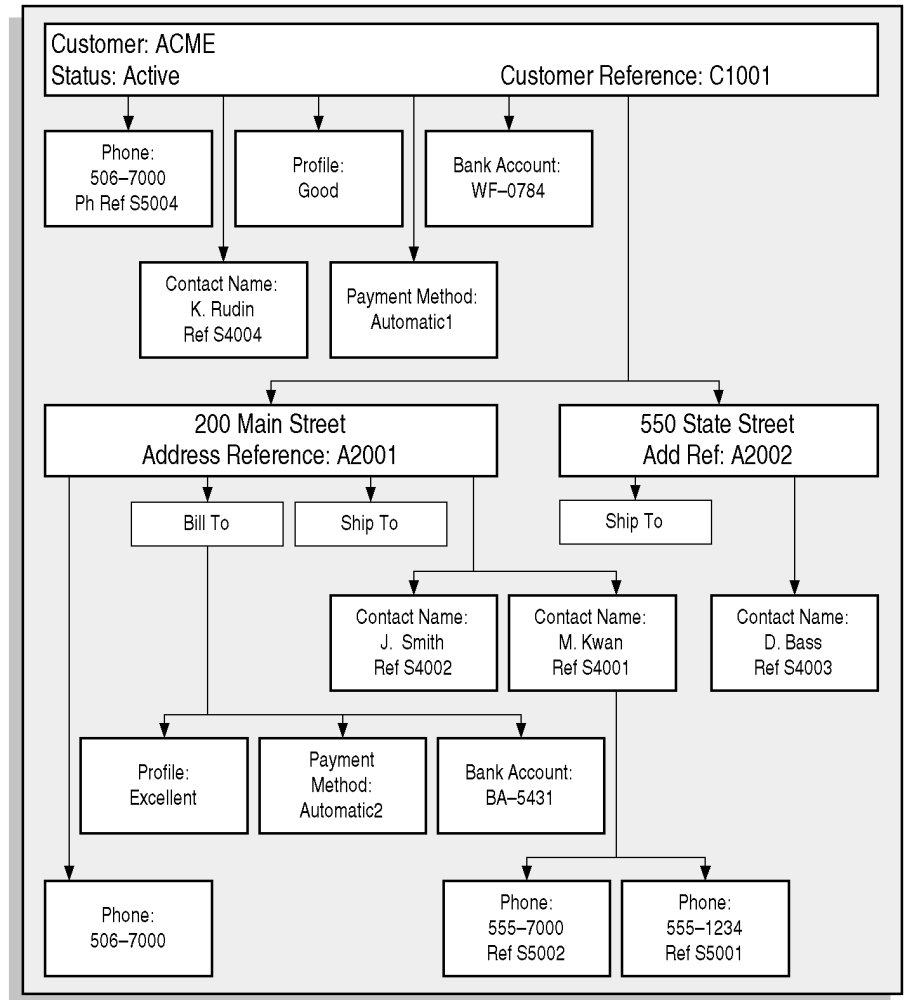 Customer: ACME
Status: Active Customer Reference: C1001
Phone:
506–7000
Ph Ref S5004
Profile:
Good
Bank Account:
WF–0784
Contact Name:
K. Rudin
Ref S4004
Payment Method:
Automatic1
200 Main Street
Address Reference: A2001
550 State Street
Add Ref: A2002
Bill To
Ship To
Ship To
Contact Name:
J. Smith
Ref S4002
Contact Name:
M. Kwan
Ref S4001
Contact Name:
D. Bass
Ref S4003
Profile:
Excellent
Payment
Method:
Automatic2
Bank Account:
BA–5431
Phone:
506–7000
Phone:
555–7000
Ref S5002
Phone:
555–1234
Ref S5001